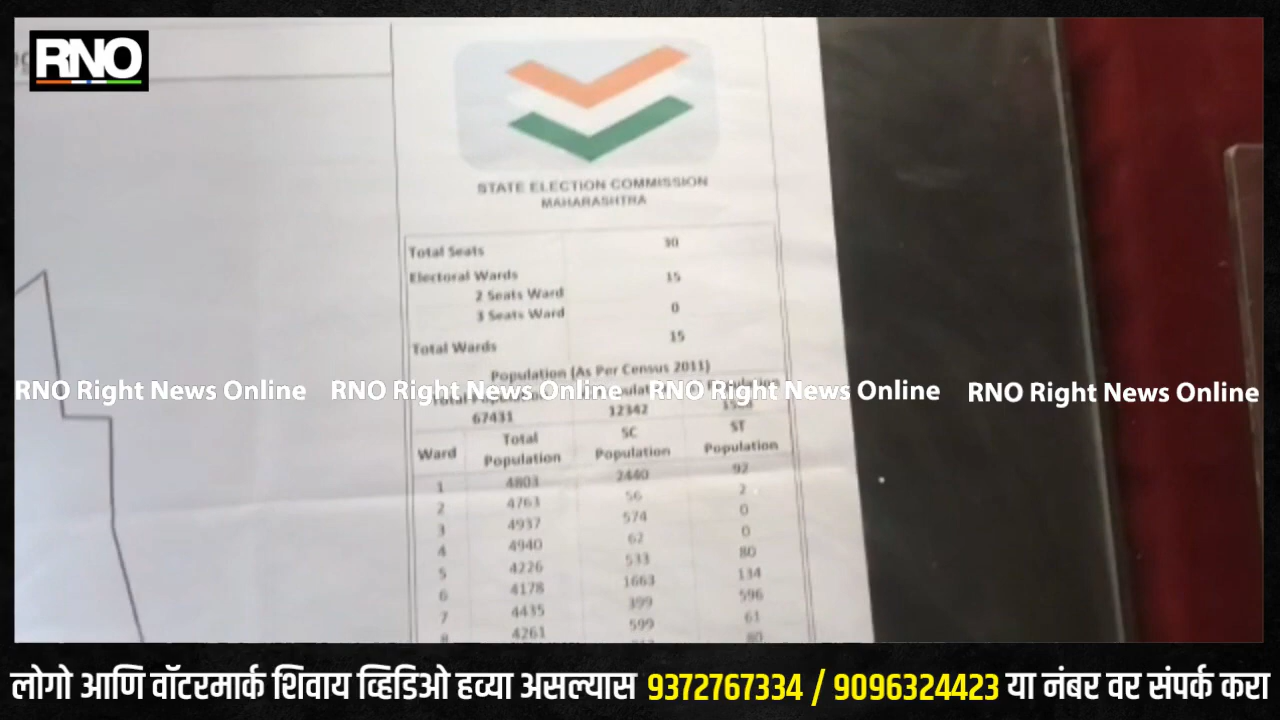 RNO
STATE ELECTION COMMISSION
MAHARASHTRA
Total Seats 30
Electoral Wards
2 Seats Ward 15
3 Seats Ward 0
Total Wards 15
Population (As Per Census 2011)
RNO Right News Online RNO Right News Online RNO Right News Online RNO Right News Online
67431 12342
Ward Total Population SC Population ST Population
1 4803 2440 92
2 4763 56 2
3 4937 574 0
4 4940 62 0
5 4226 533 80
6 4178 1663 134
7 4435 399 596
8 4261 599 61
80
लोगो आणि वॉटरमार्क शिवाय व्हिडिओ हव्या असल्यास 9372767334 / 9096324423 या नंबर वर संपर्क करा